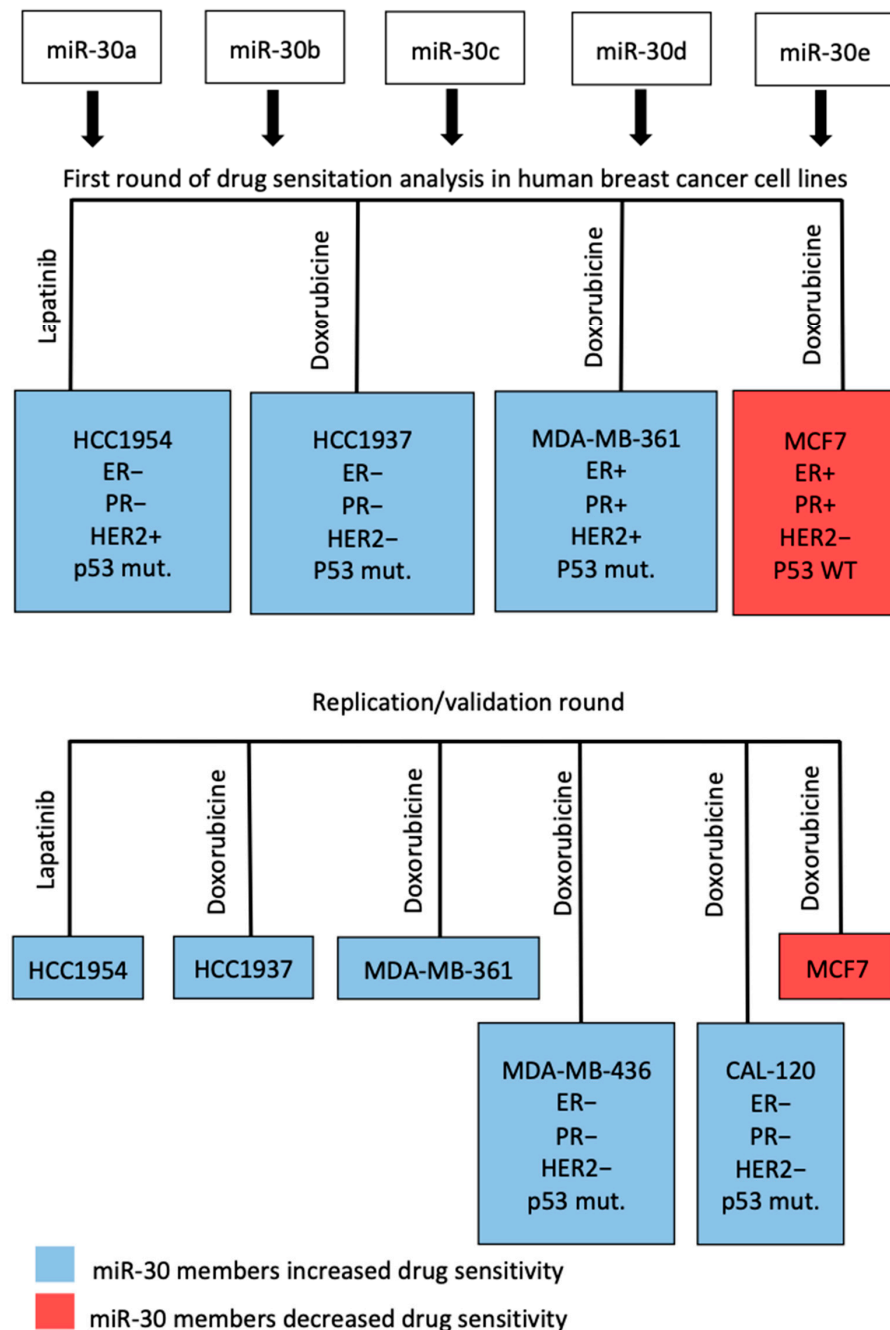 miR-30a
miR-30b
miR-30c
miR-30d
miR-30e
First round of drug sensitation analysis in human breast cancer cell lines
Lapatinib
Doxorubicine
Doxorubicine
Doxorubicine
HCC1954
ER−
PR−
HER2+
p53 mut.
HCC1937
ER−
PR−
HER2−
P53 mut.
MDA-MB-361
ER+
PR+
HER2+
P53 mut.
MCF7
ER+
PR+
HER2−
P53 WT
Replication/validation round
Lapatinib
Doxorubicine
Doxorubicine
Doxorubicine
Doxorubicine
Doxorubicine
HCC1954
HCC1937
MDA-MB-361
MCF7
MDA-MB-436
ER−
PR−
HER2−
p53 mut.
CAL-120
ER−
PR−
HER2−
p53 mut.
miR-30 members increased drug sensitivity
miR-30 members decreased drug sensitivity